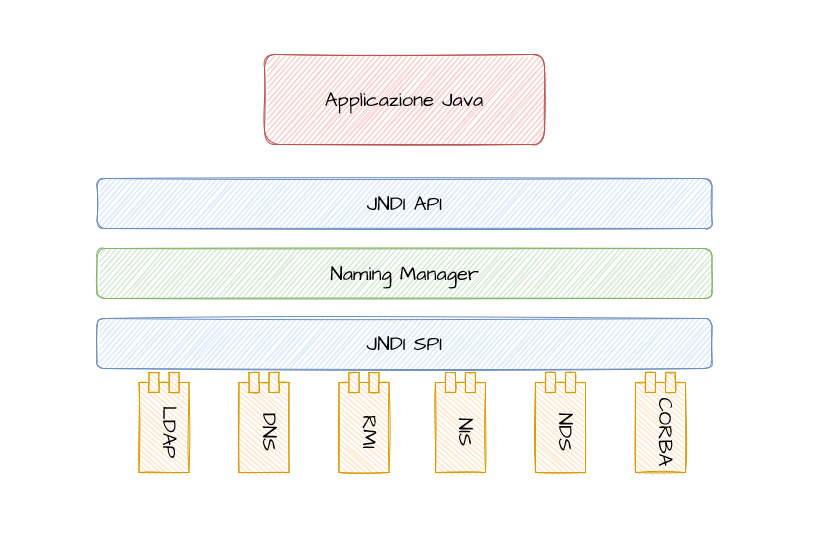 Applicazione Java
JNDI API
Naming Manager
JNDI SPI
LDAP
DNS
RMI
NIS
NDS
CORBA